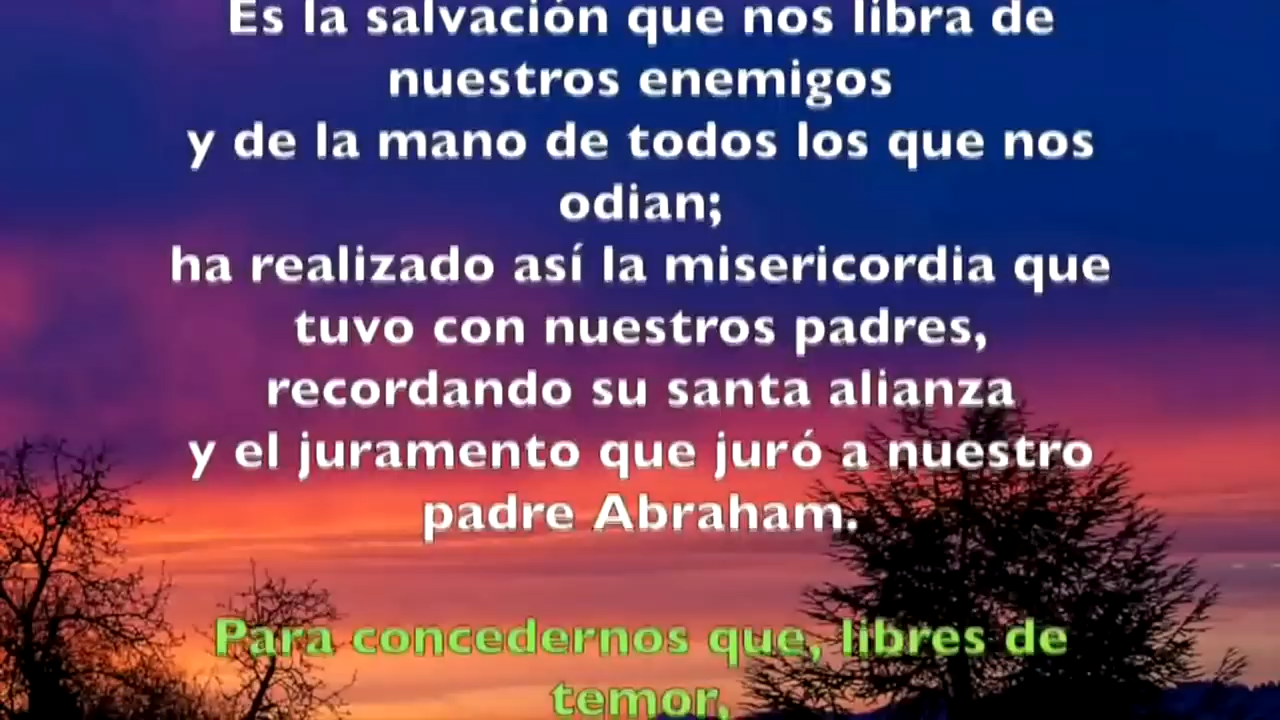 Es la salvación que nos libra de
nuestros enemigos
y de la mano de todos los que nos
odian;
ha realizado así la misericordia que
tuvo con nuestros padres,
recordando su santa alianza
y el juramento que juró a nuestro
padre Abraham.
Para concedernos que, libres de
temor,